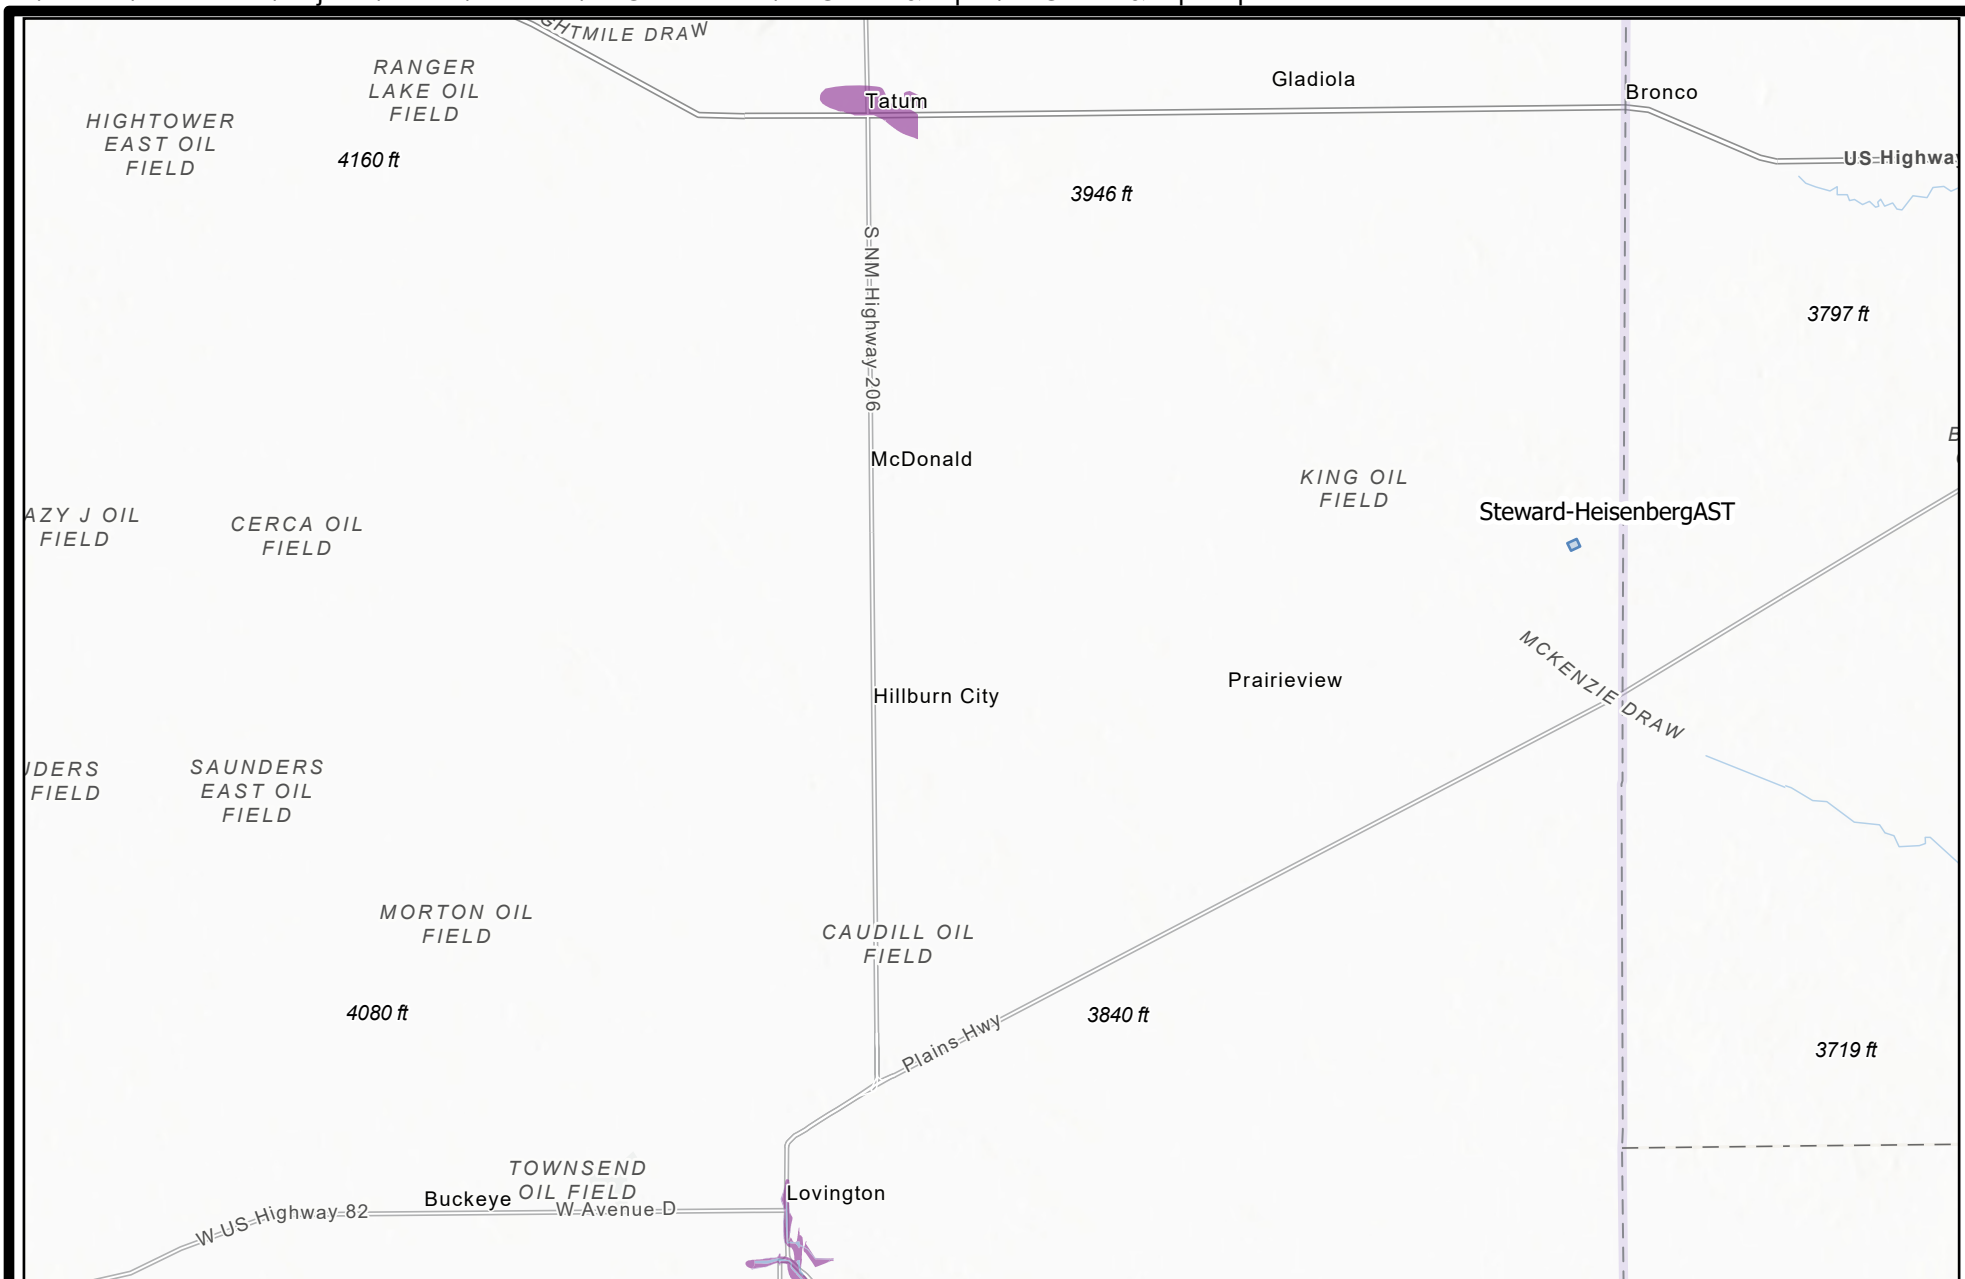 GHTMILE DRAW
RANGER
LAKE OIL
FIELD
Gladiola
Tatum
Bronco
HIGHTOWER
EAST OIL
FIELD
4160 ft
US Highway
3946 ft
S NM Highway 206
3797 ft
McDonald
KING OIL
FIELD
AZY J OIL
FIELD
CERCA OIL
FIELD
Steward-HeisenbergAST
MCKENZIE DRAW
Prairieview
Hillburn City
UDERS
FIELD
SAUNDERS
EAST OIL
FIELD
MORTON OIL
FIELD
CAUDILL OIL
FIELD
4080 ft
3840 ft
Plains Hwy
3719 ft
TOWNSEND
OIL FIELD
Buckeye
Lovington
W US Highway 82
W Avenue D